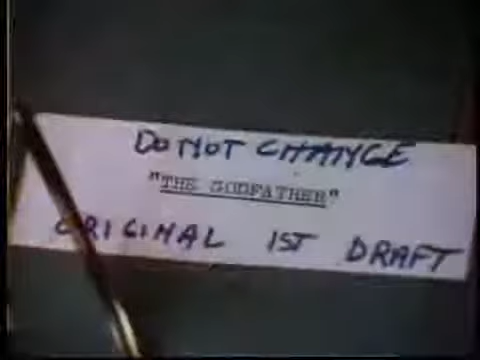 DO NOT CHANGE
"THE GODFATHER"
ORIGINAL 1ST DRAFT